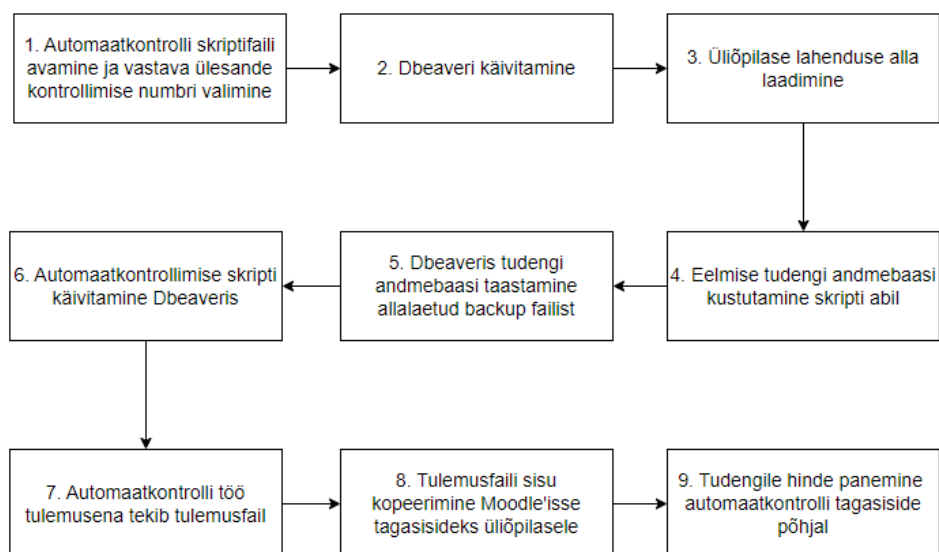 1. Automaatkontrolli skriptifaili
avamine ja vastava ülesande
kontrollimise numbri valimine
2. Dbeaveri käivitamine
3. Üliõpilase lahenduse alla
laadimine
4. Eelmise tudengi andmebaasi
kustutamine skripti abil
5. Dbeaveris tudengi
andmebaasi taastamine
allalaetud backup failist
6. Automaatkontrollimise skripti
käivitamine Dbeaveris
7. Automaatkontrolli töö
tulemusena tekib tulemusfail
8. Tulemusfaili sisu
kopeerimine Moodle'isse
tagasisideks üliõpilasele
9. Tudengile hinde panemine
automaatkontrolli tagasiside
põhjal